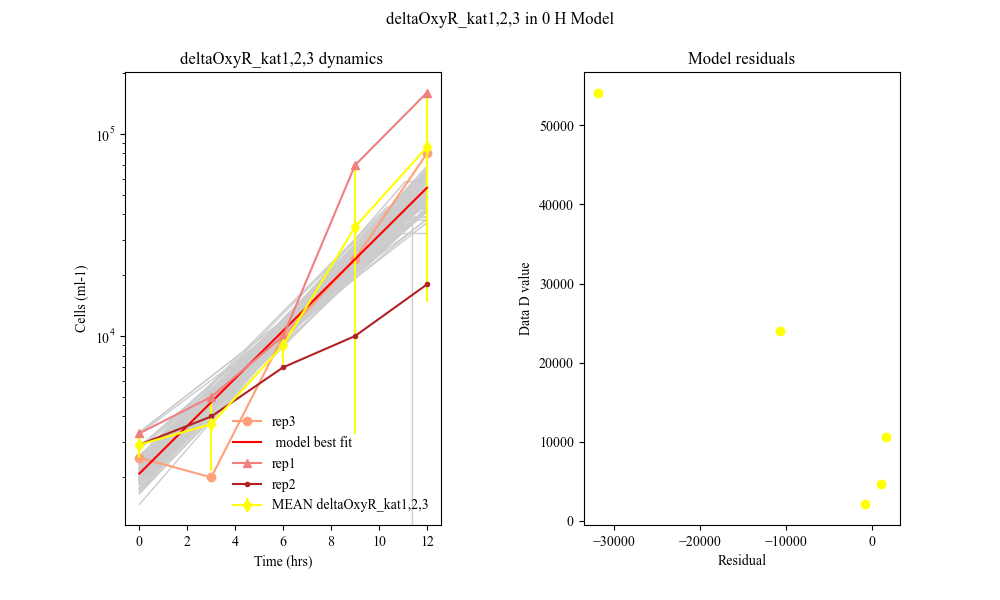 deltaOxyR_kat1,2,3 in 0 H Model
deltaOxyR_kat1,2,3 dynamics
Cells (ml-1)
10^5
10^4
rep3
model best fit
rep1
rep2
MEAN deltaOxyR_kat1,2,3
0 2 4 6 8 10 12
Time (hrs)
Model residuals
Data D value
50000
40000
30000
20000
10000
0
−30000 −20000 −10000 0
Residual